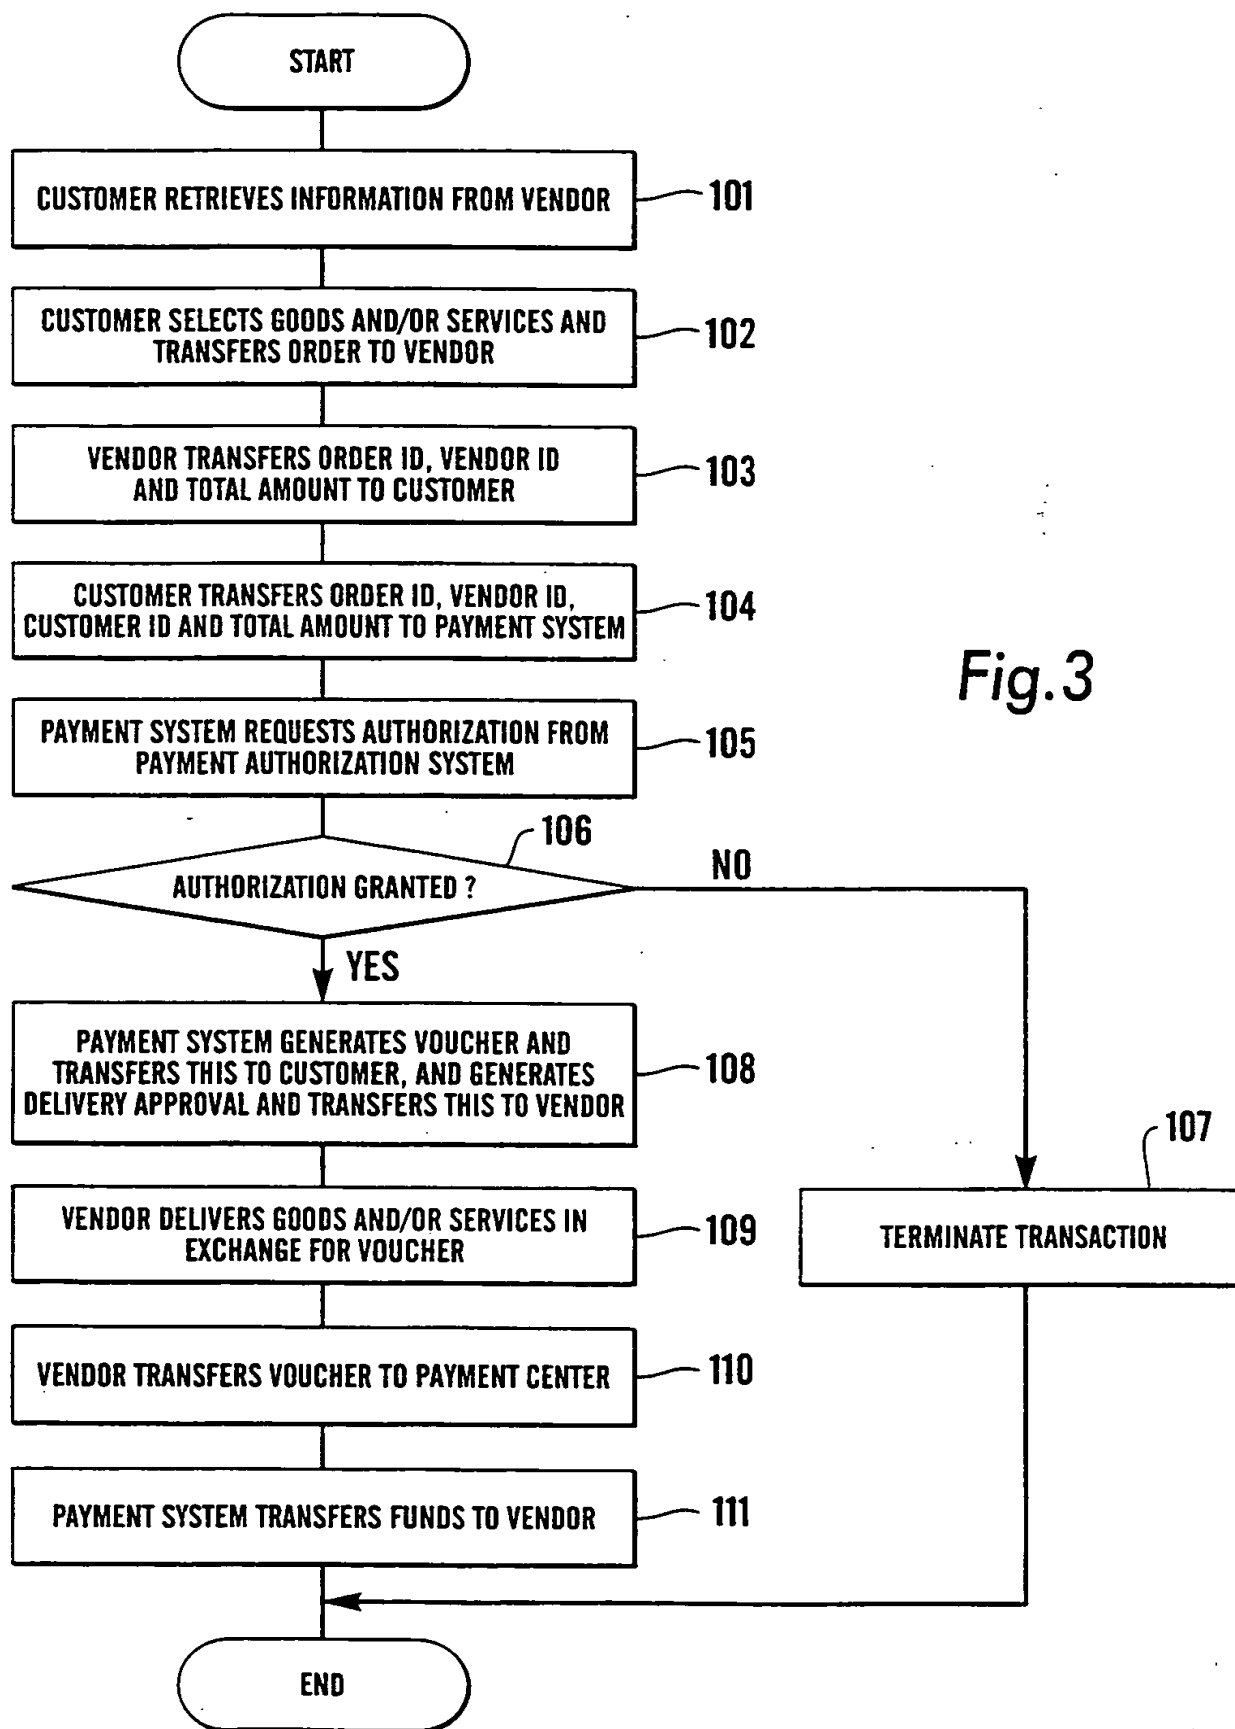 START
CUSTOMER RETRIEVES INFORMATION FROM VENDOR
101
CUSTOMER SELECTS GOODS AND/OR SERVICES AND
TRANSFERS ORDER TO VENDOR
102
VENDOR TRANSFERS ORDER ID, VENDOR ID
AND TOTAL AMOUNT TO CUSTOMER
103
CUSTOMER TRANSFERS ORDER ID, VENDOR ID,
CUSTOMER ID AND TOTAL AMOUNT TO PAYMENT SYSTEM
104
Fig.3
PAYMENT SYSTEM REQUESTS AUTHORIZATION FROM
PAYMENT AUTHORIZATION SYSTEM
105
106
AUTHORIZATION GRANTED ?
NO
YES
PAYMENT SYSTEM GENERATES VOUCHER AND
TRANSFERS THIS TO CUSTOMER, AND GENERATES
DELIVERY APPROVAL AND TRANSFERS THIS TO VENDOR
108
107
TERMINATE TRANSACTION
VENDOR DELIVERS GOODS AND/OR SERVICES IN
EXCHANGE FOR VOUCHER
109
VENDOR TRANSFERS VOUCHER TO PAYMENT CENTER
110
PAYMENT SYSTEM TRANSFERS FUNDS TO VENDOR
111
END